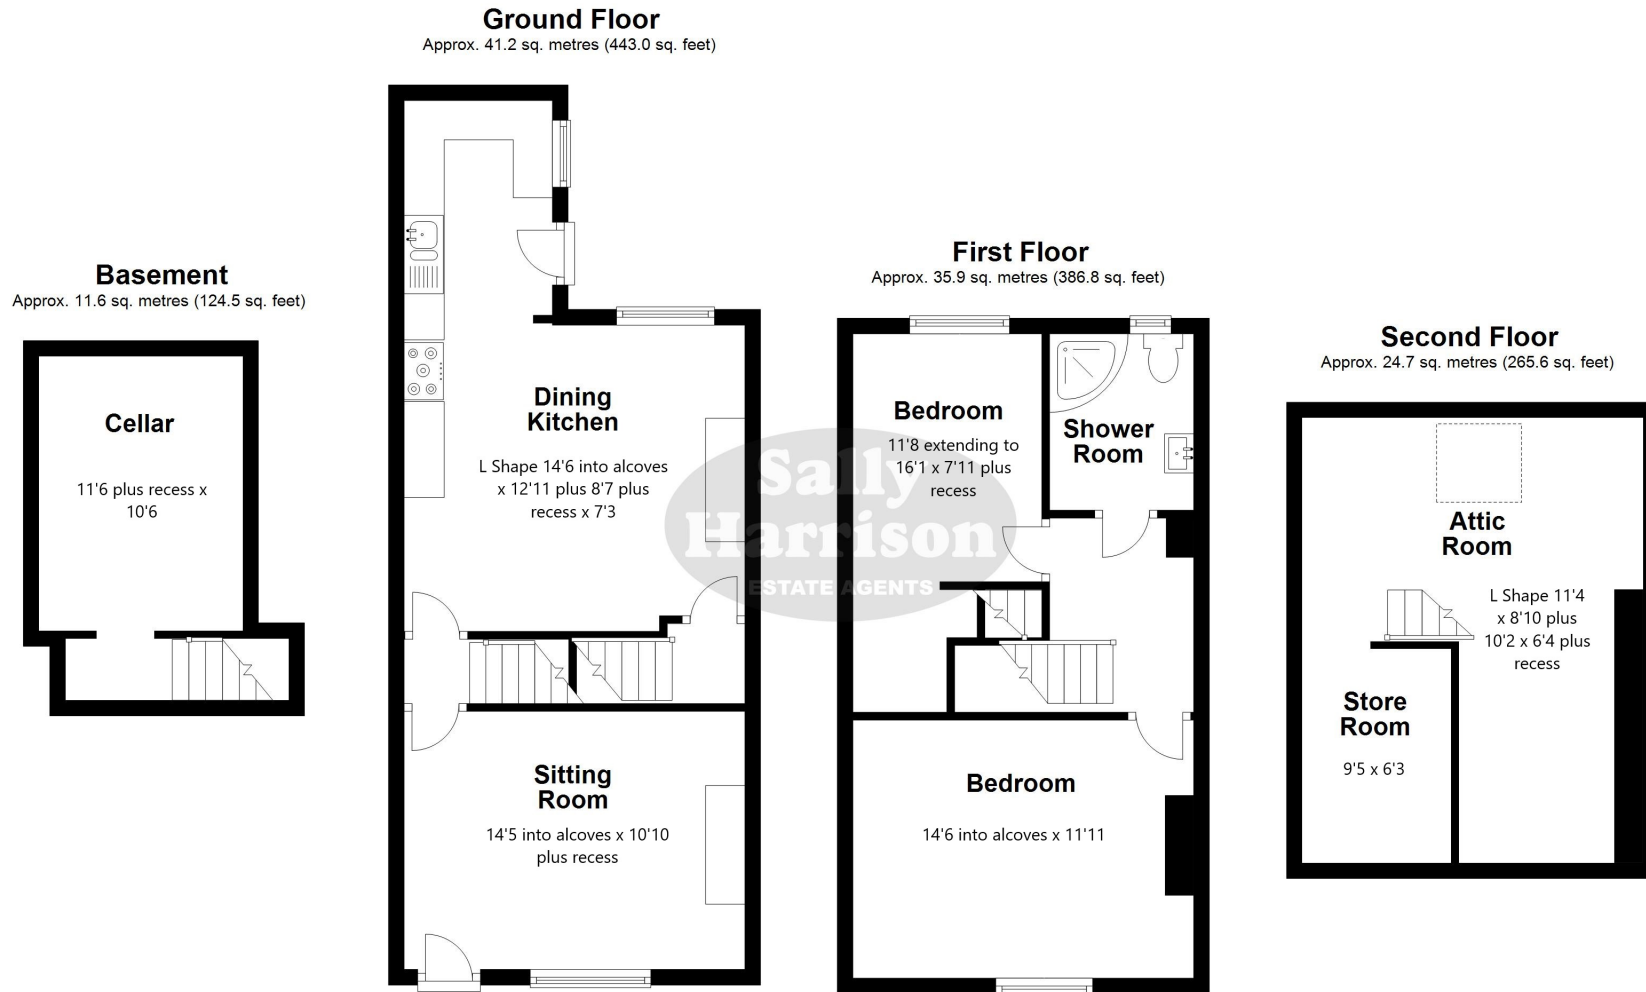 Ground Floor
Approx. 41.2 sq. metres (443.0 sq. feet)
Basement
Approx. 11.6 sq. metres (124.5 sq. feet)
Cellar
11'6 plus recess x
10'6
Dining
Kitchen
L Shape 14'6 into alcoves
x 12'11 plus 8'7 plus
recess x 7'3
Sitting
Room
14'5 into alcoves x 10'10
plus recess
First Floor
Approx. 35.9 sq. metres (386.8 sq. feet)
Bedroom
11'8 extending to
16'1 x 7'11 plus
recess
Shower
Room
Bedroom
14'6 into alcoves x 11'11
Second Floor
Approx. 24.7 sq. metres (265.6 sq. feet)
Attic
Room
L Shape 11'4
x 8'10 plus
10'2 x 6'4 plus
recess
Store
Room
9'5 x 6'3
Sally
Harrison
ESTATE AGENTS